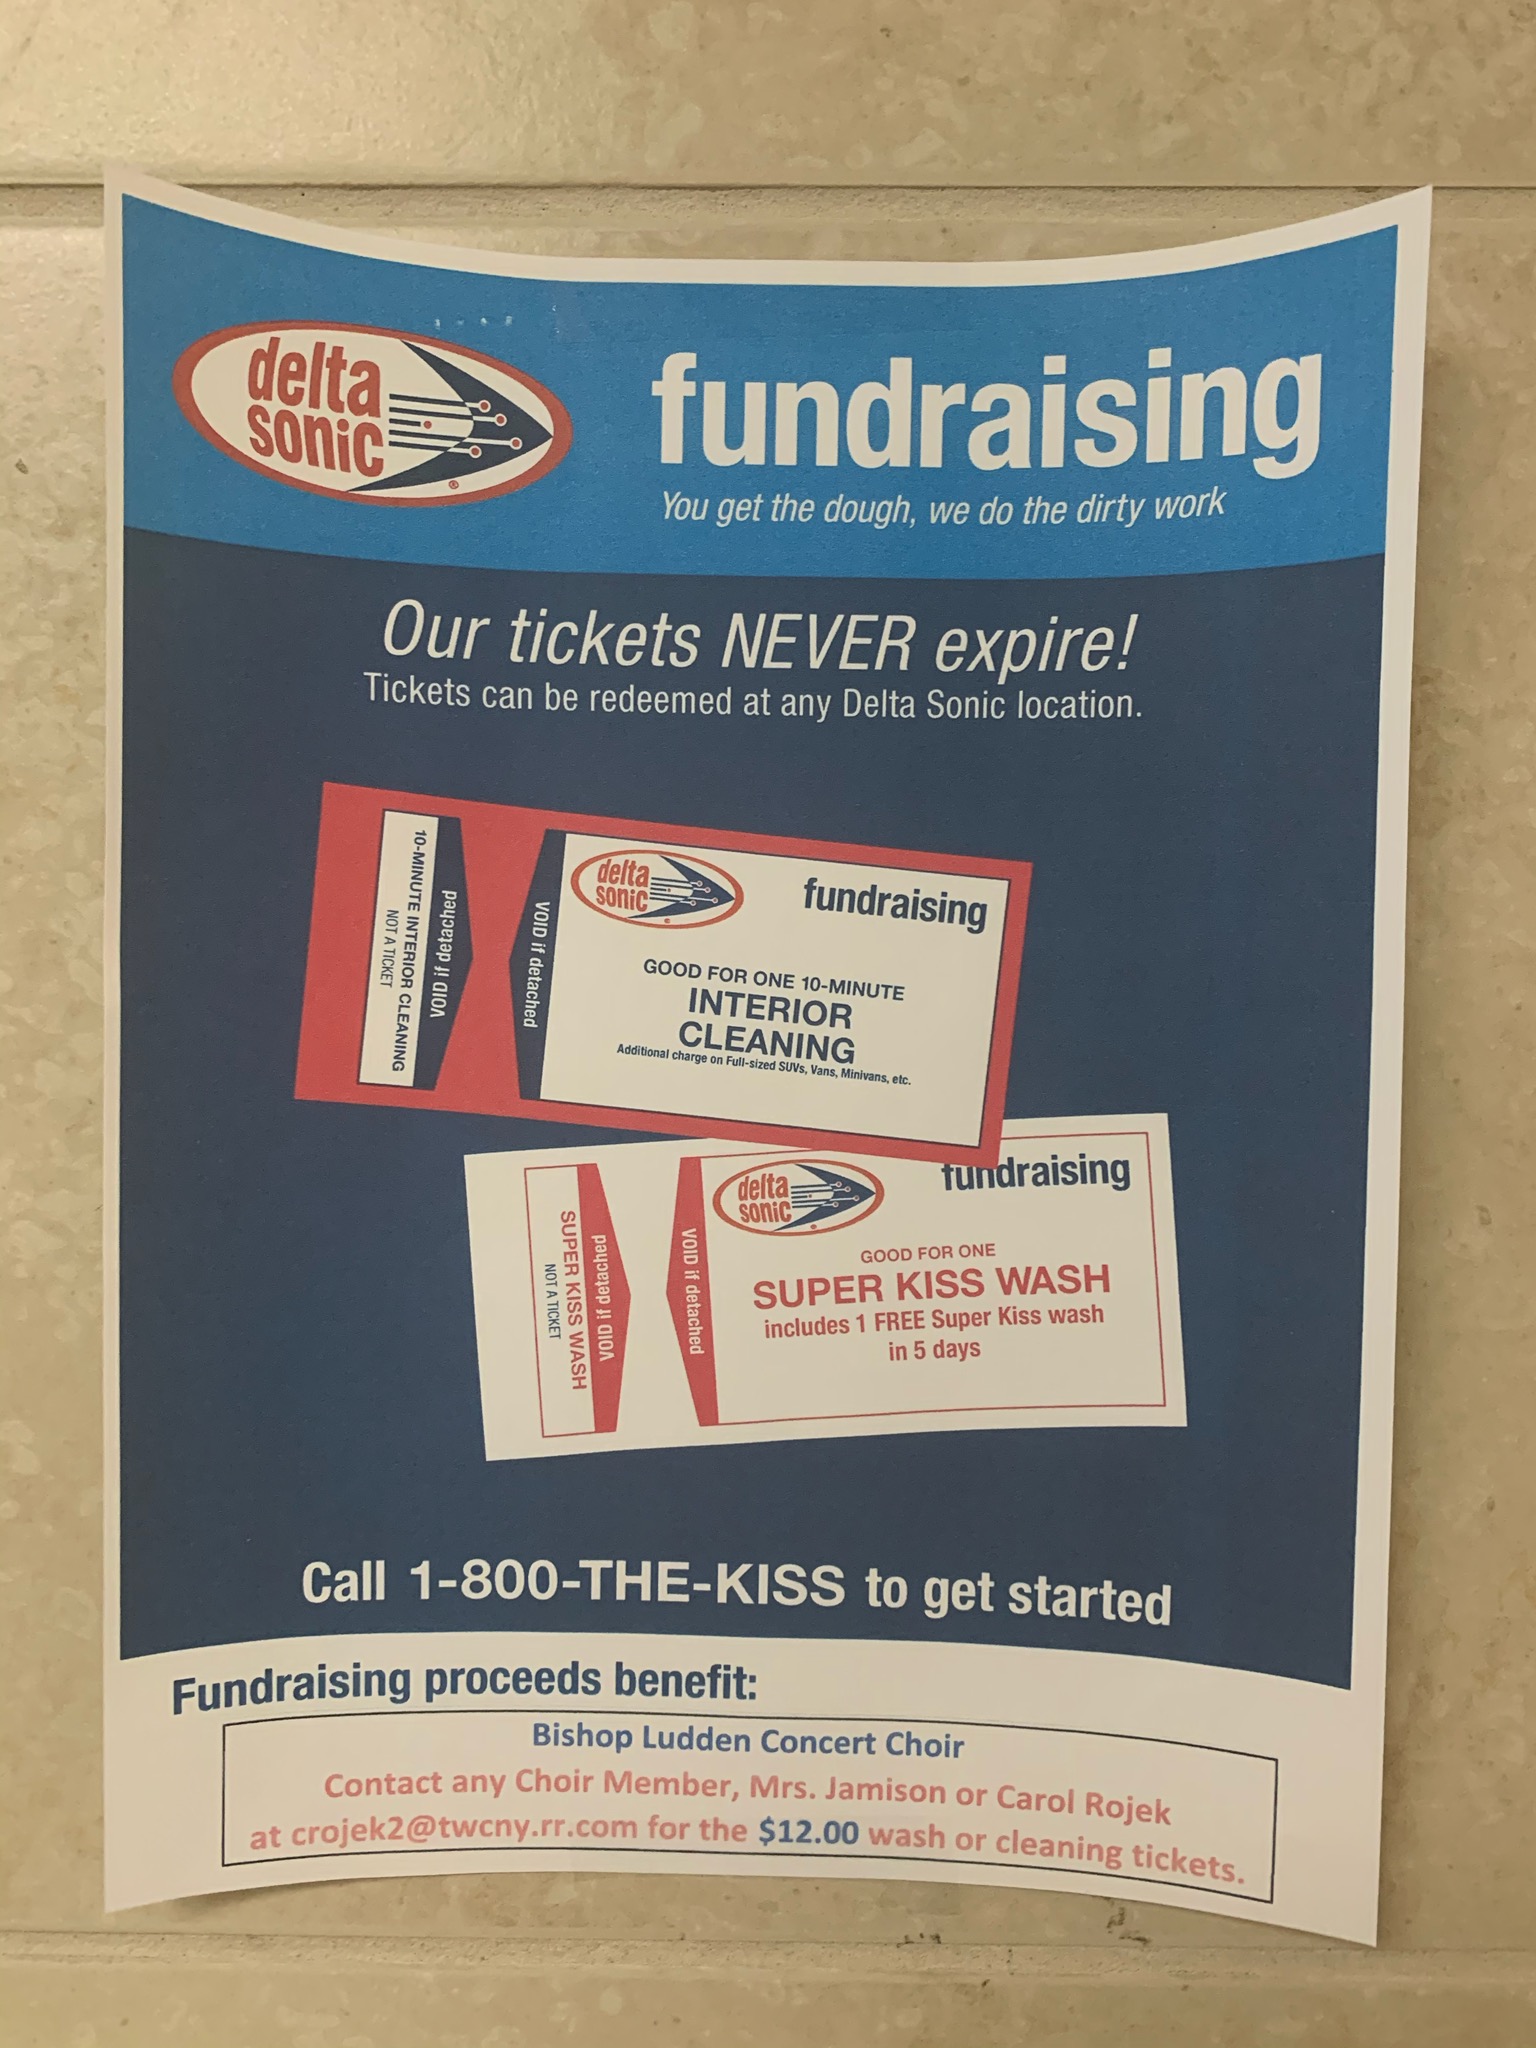 delta
sonic
®
fundraising
You get the dough, we do the dirty work
Our tickets NEVER expire!
Tickets can be redeemed at any Delta Sonic location.
10-MINUTE INTERIOR CLEANING
NOT A TICKET
VOID if detached
VOID if detached
delta
sonic
fundraising
GOOD FOR ONE 10-MINUTE
INTERIOR
CLEANING
Additional charge on Full-sized SUVs, Vans, Minivans, etc.
SUPER KISS WASH
NOT A TICKET
VOID if detached
VOID if detached
delta
sonic
fundraising
GOOD FOR ONE
SUPER KISS WASH
includes 1 FREE Super Kiss wash
in 5 days
Call 1-800-THE-KISS to get started
Fundraising proceeds benefit:
Bishop Ludden Concert Choir
Contact any Choir Member, Mrs. Jamison or Carol Rojek
at crojek2@twcny.rr.com for the $12.00 wash or cleaning tickets.